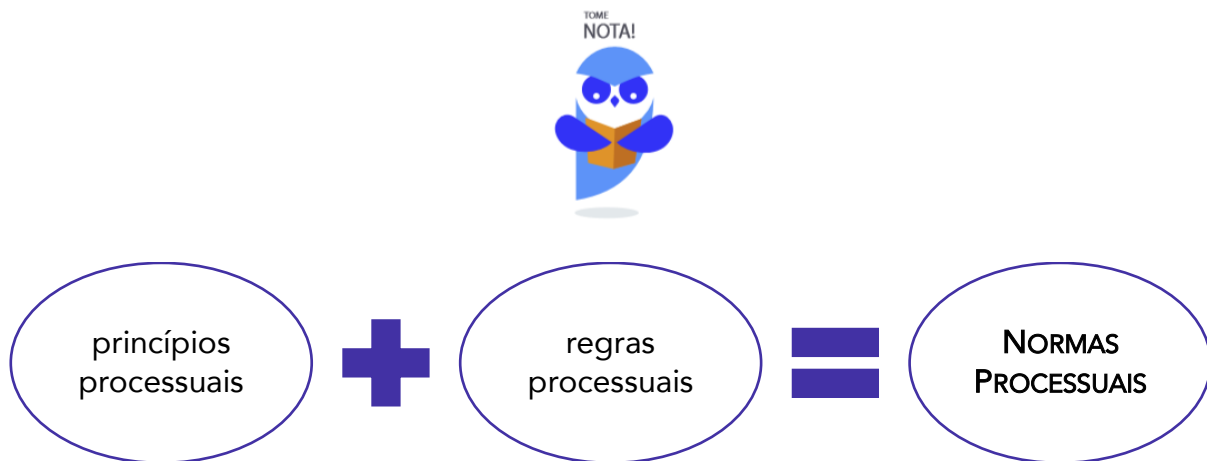 TOME
NOTA!
princípios
processuais
regras
processuais
NORMAS
PROCESSUAIS